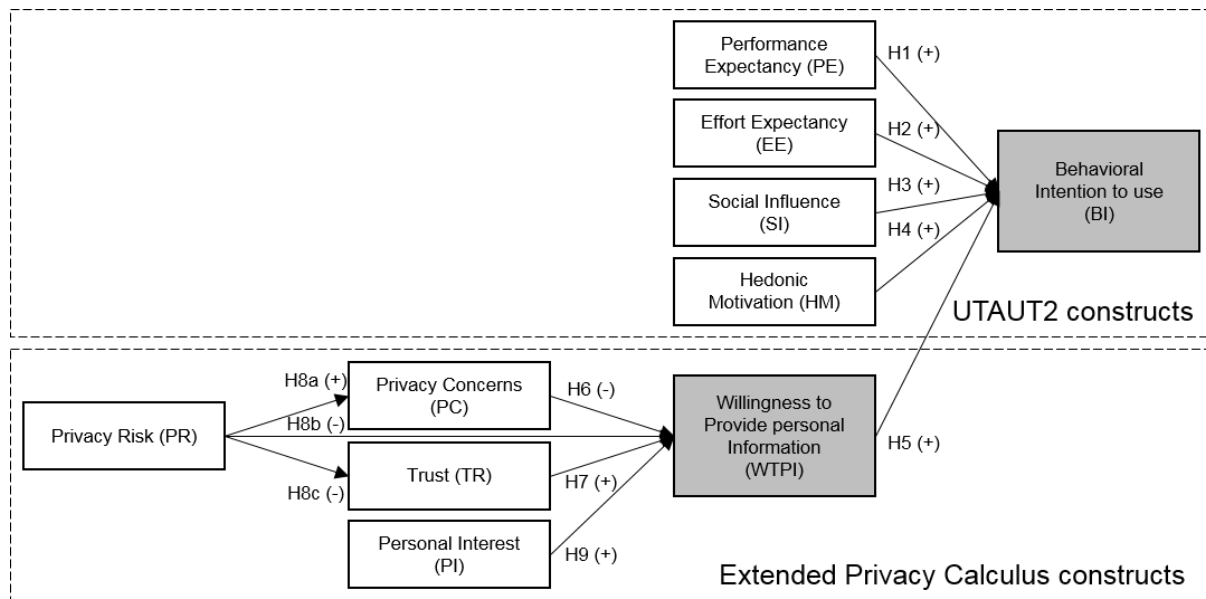 Performance
Expectancy (PE)
H1 (+)
Effort Expectancy
(EE)
H2 (+)
Behavioral
Intention to use
(BI)
Social Influence
(SI)
H3 (+)
H4 (+)
Hedonic
Motivation (HM)
UTAUT2 constructs
H8a (+)
Privacy Concerns
(PC)
H6 (-)
Willingness to
Provide personal
Information
(WTPI)
Privacy Risk (PR)
H8b (-)
H5 (+)
Trust (TR)
H8c (-)
H7 (+)
Personal Interest
(PI)
H9 (+)
Extended Privacy Calculus constructs